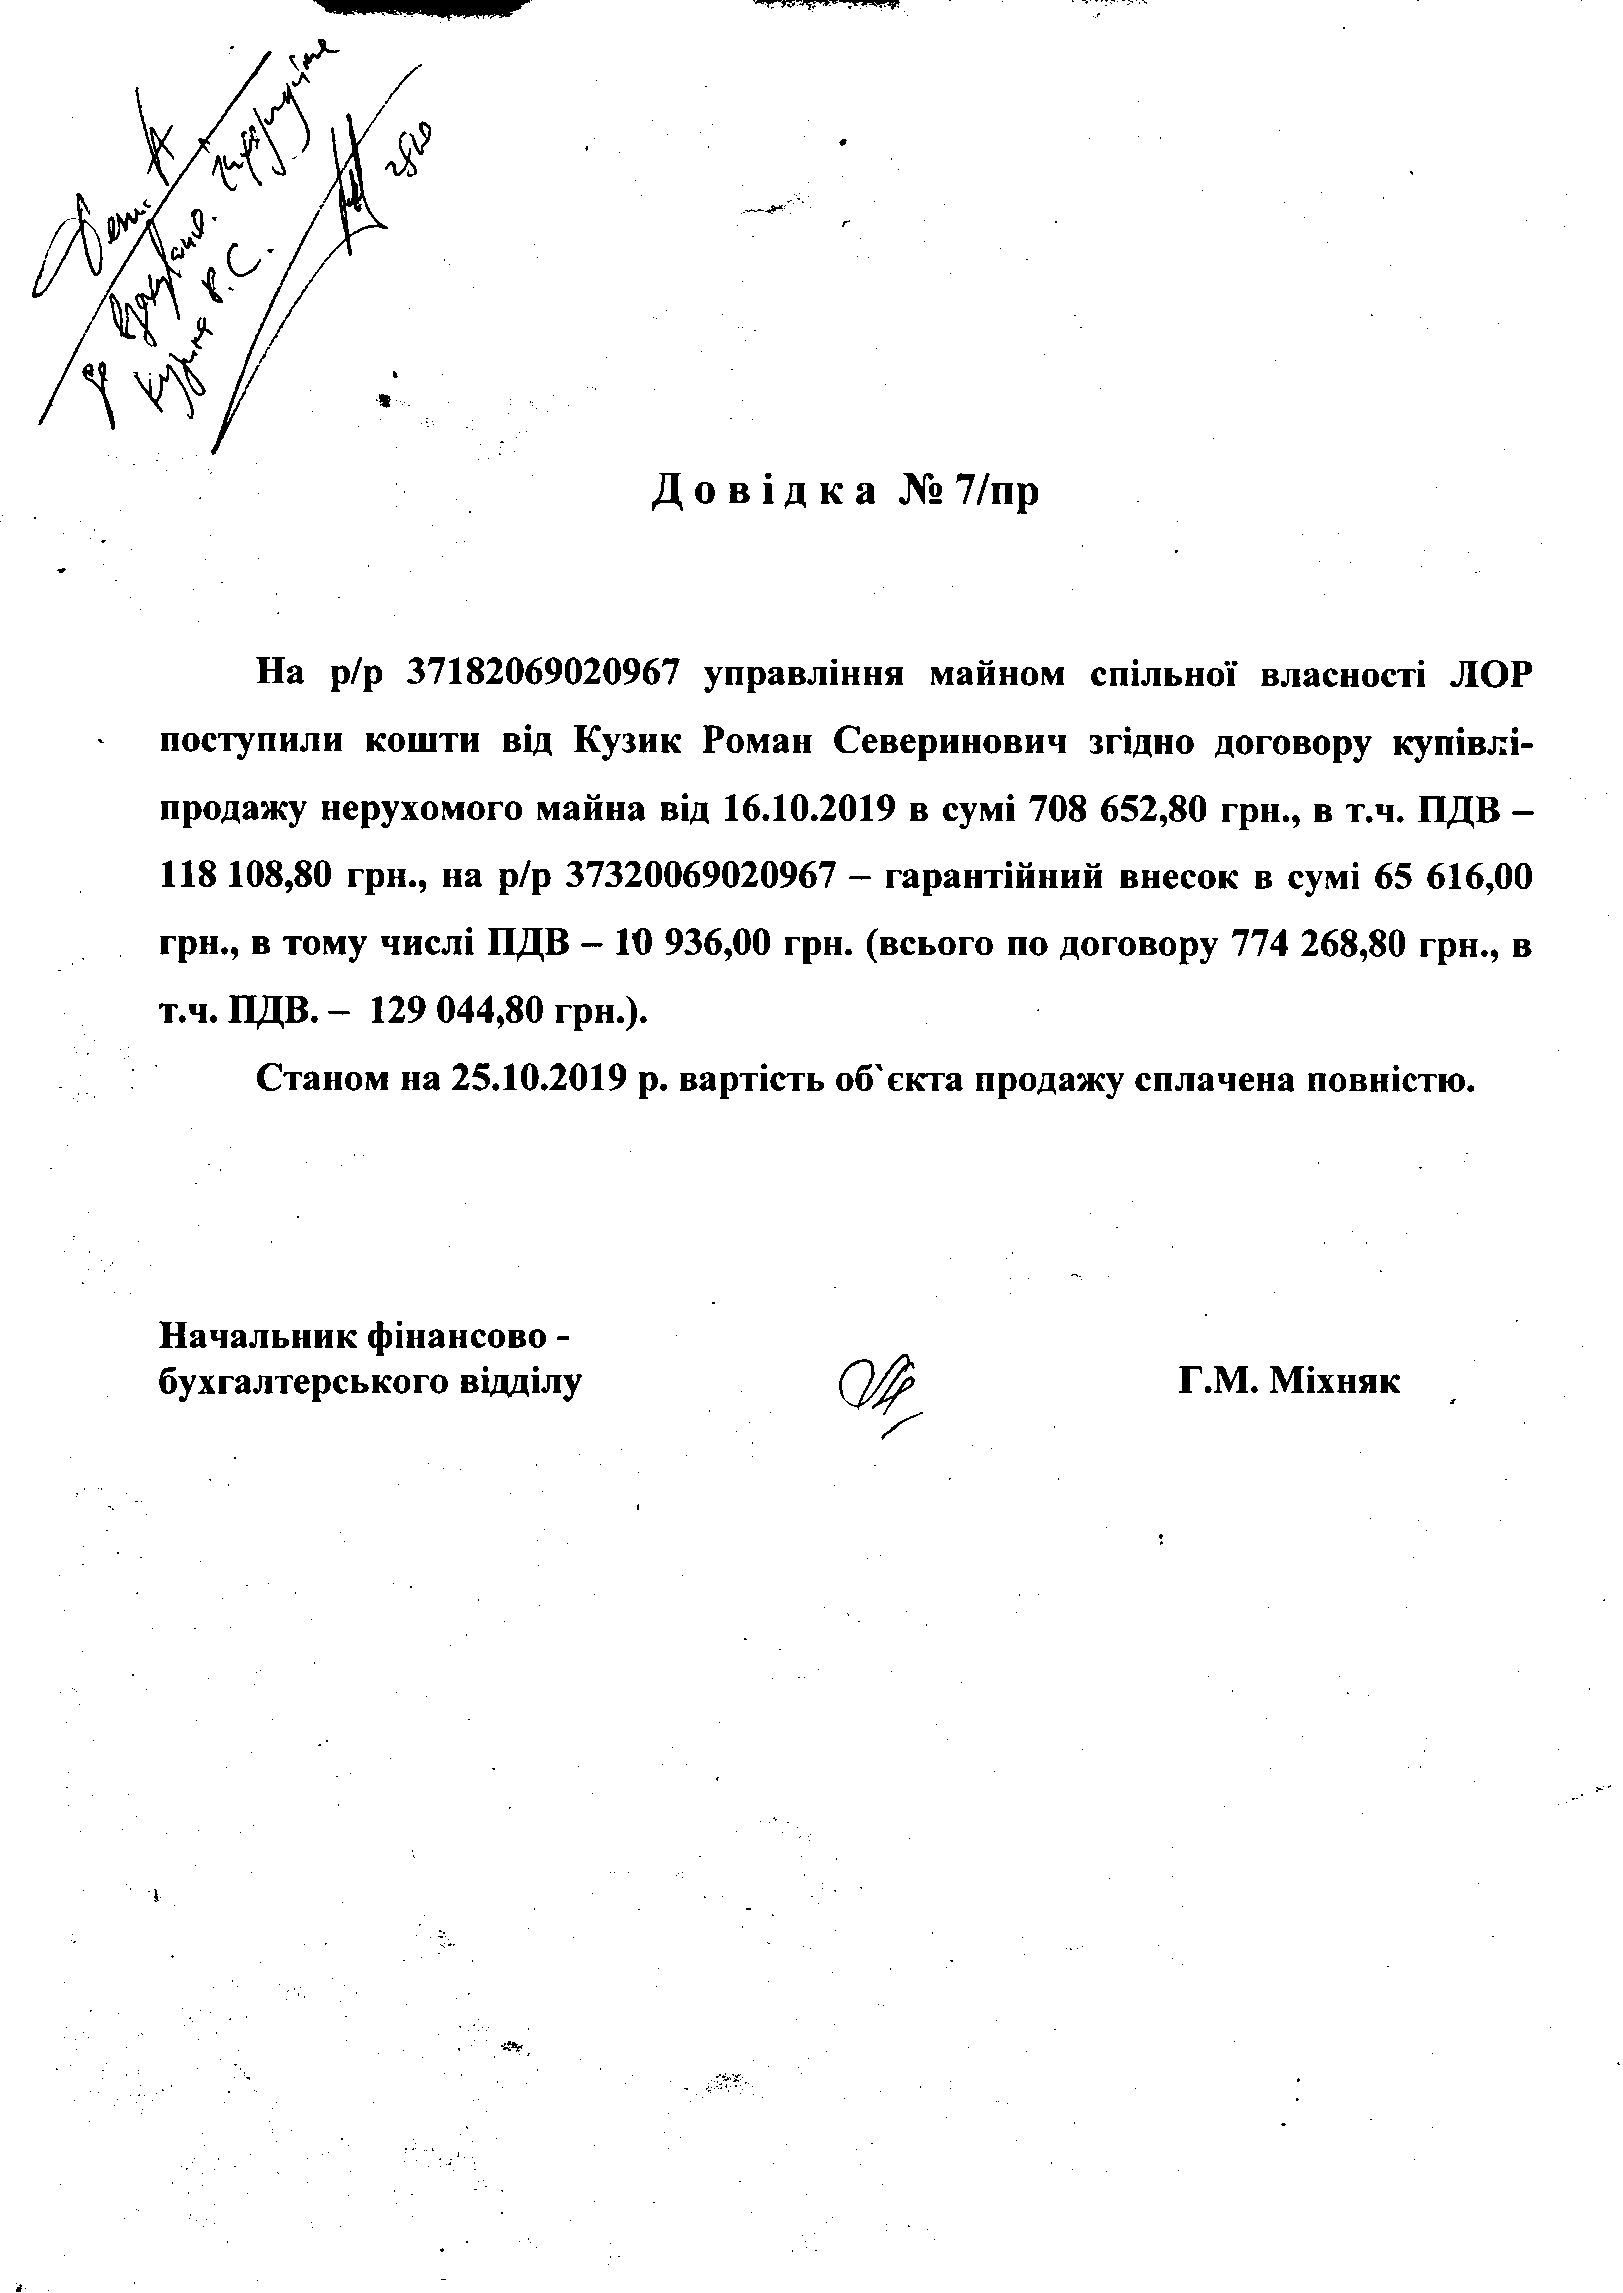 Д о в і д к а № 7/пр
На р/р 37182069020967 управління майном спільної власності ЛОР
поступили кошти від Кузик Роман Северинович згідно договору купівлі-
продажу нерухомого майна від 16.10.2019 в сумі 708 652,80 грн., в т.ч. ПДВ –
118 108,80 грн., на р/р 37320069020967 – гарантійний внесок в сумі 65 616,00
грн., в тому числі ПДВ – 10 936,00 грн. (всього по договору 774 268,80 грн., в
т.ч. ПДВ. – 129 044,80 грн.).
Станом на 25.10.2019 р. вартість об`єкта продажу сплачена повністю.
Начальник фінансово -
бухгалтерського відділу Г.М. Міхняк